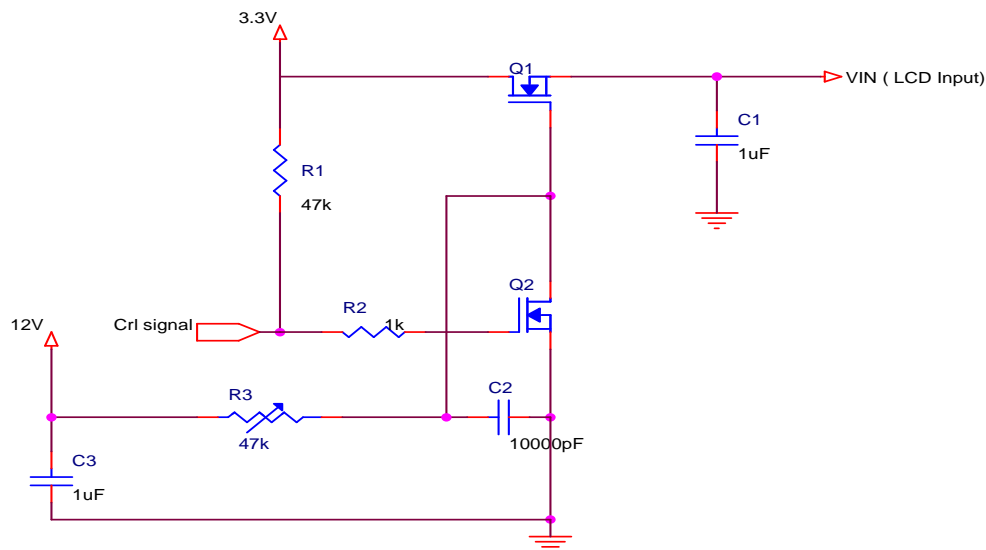 3.3V
Q1
VIN ( LCD Input)
C1
1uF
R1
47k
Q2
R2
1k
12V
Crl signal
R3
47k
C2
10000pF
C3
1uF